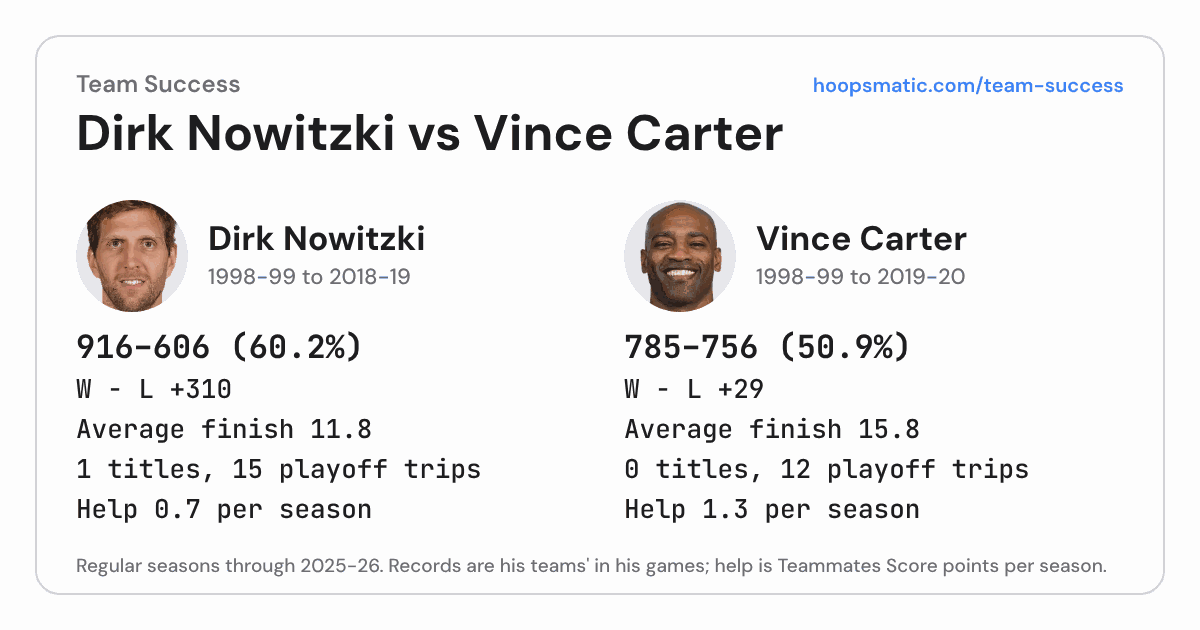 Team Success
hoopsmatic.com/team-success
Dirk Nowitzki vs Vince Carter
Dirk Nowitzki
1998-99 to 2018-19
916-606 (60.2%)
W - L +310
Average finish 11.8
1 titles, 15 playoff trips
Help 0.7 per season
Vince Carter
1998-99 to 2019-20
785-756 (50.9%)
W - L +29
Average finish 15.8
0 titles, 12 playoff trips
Help 1.3 per season
Regular seasons through 2025-26. Records are his teams' in his games; help is Teammates Score points per season.